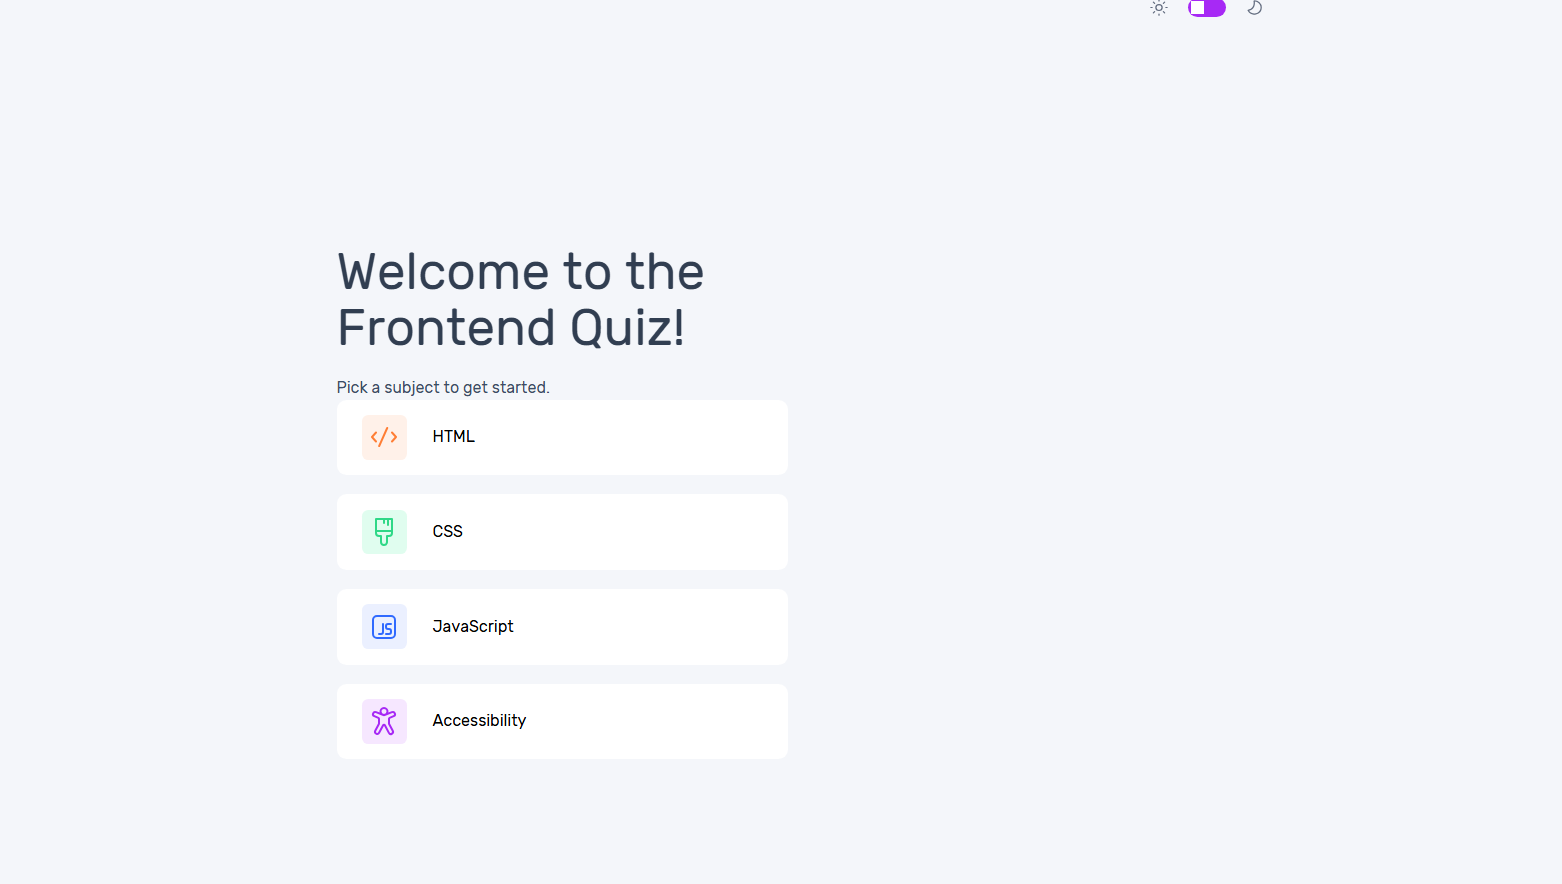 Welcome to the
Frontend Quiz!
Pick a subject to get started.
HTML
CSS
JS
JavaScript
Accessibility